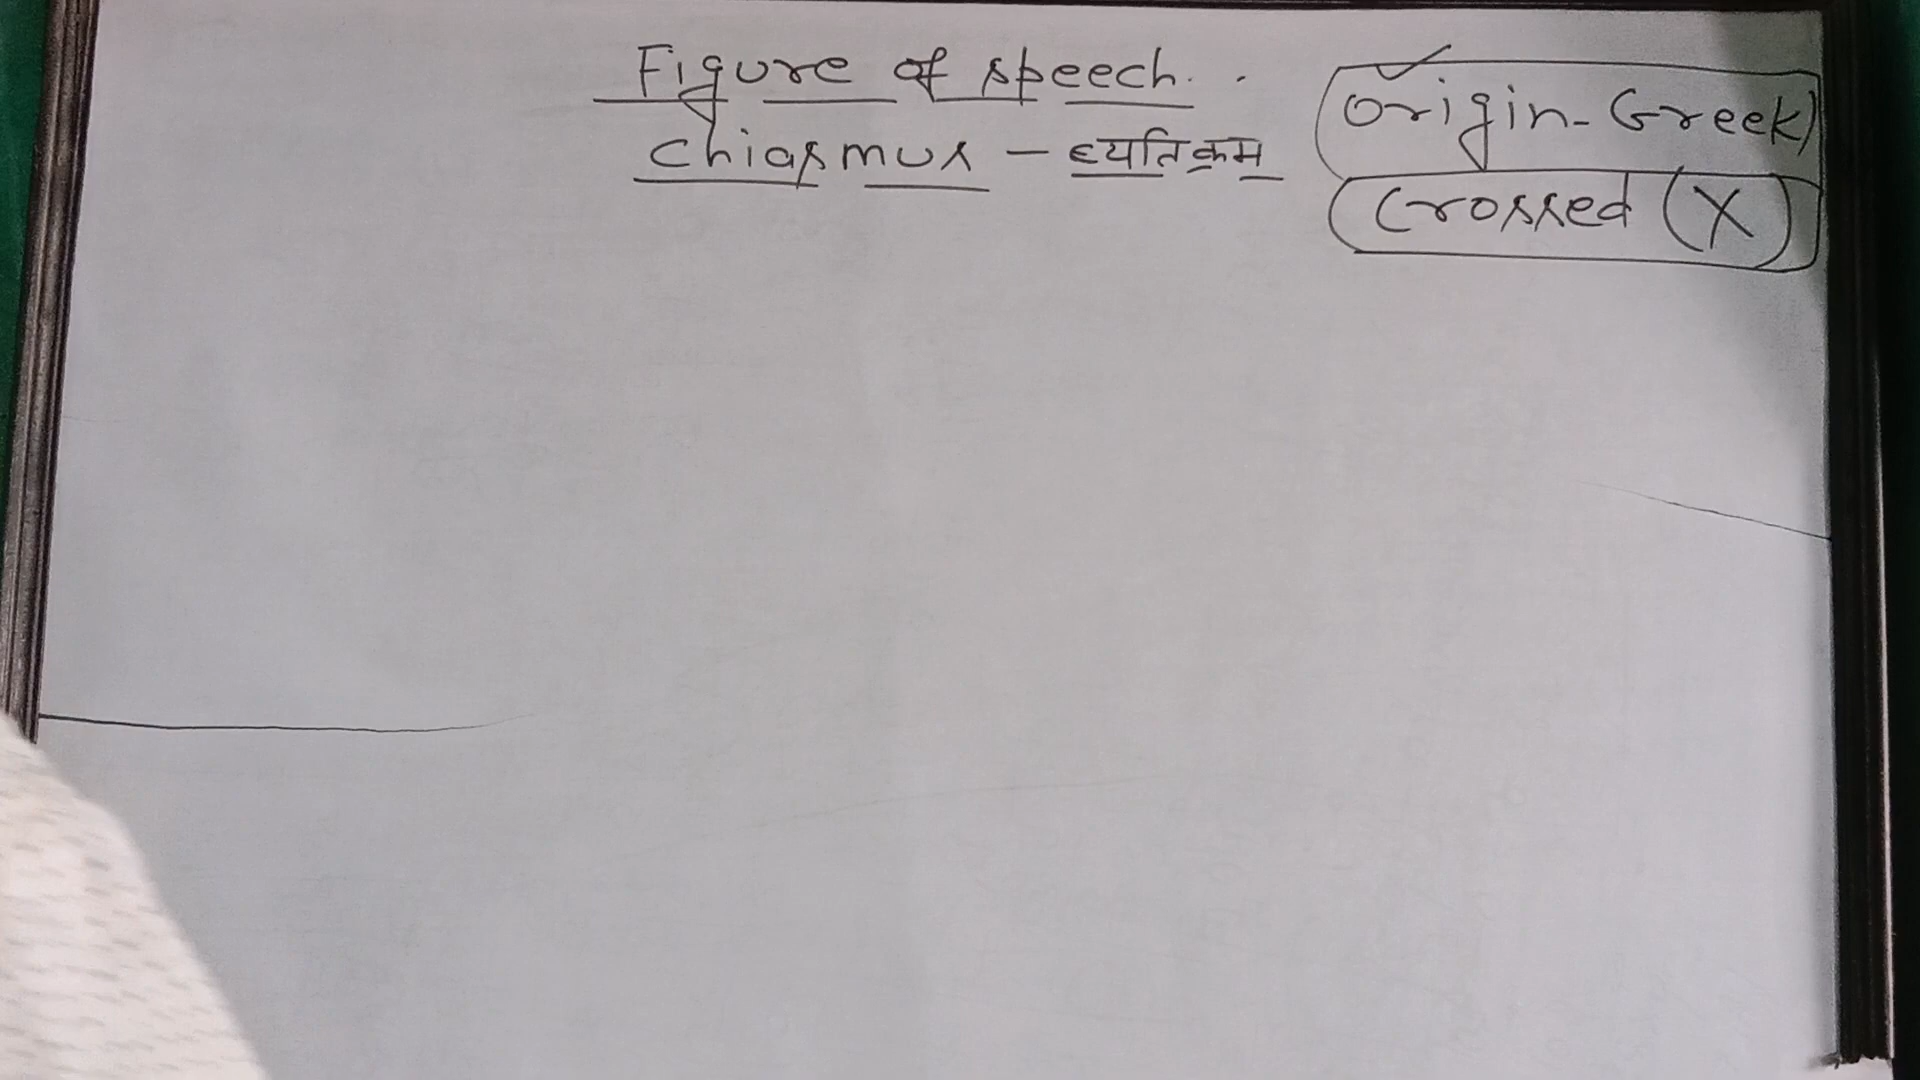 Figure of speech.
Chiasmus - व्यतिक्रम
Origin - Greek
Crossed (X)